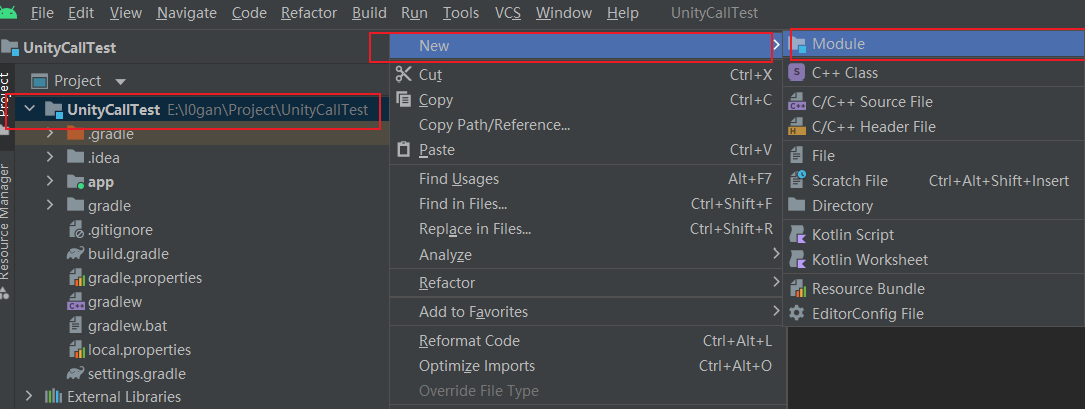 File Edit View Navigate Code Refactor Build Run Tools VCS Window Help UnityCallTest
UnityCallTest
Project
Project
Resource Manager
UnityCallTest E:\l0gan\Project\UnityCallTest
.gradle
.idea
app
gradle
.gitignore
build.gradle
gradle.properties
C++
gradlew
gradlew.bat
local.properties
settings.gradle
External Libraries
New
Cut Ctrl+X
Copy Ctrl+C
Copy Path/Reference...
Paste Ctrl+V
Find Usages Alt+F7
Find in Files... Ctrl+Shift+F
Replace in Files... Ctrl+Shift+R
Analyze
Refactor
Add to Favorites
Reformat Code Ctrl+Alt+L
Optimize Imports Ctrl+Alt+O
Override File Type
Module
S C++ Class
C++ C/C++ Source File
H C/C++ Header File
File
Scratch File Ctrl+Alt+Shift+Insert
Directory
Kotlin Script
Kotlin Worksheet
Resource Bundle
EditorConfig File